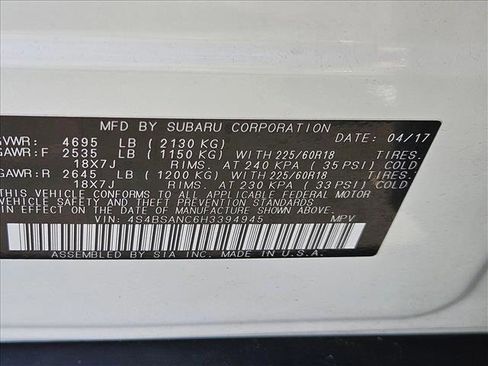 MFD BY SUBARU CORPORATION DATE: 04/17
GVWR: 4695 LB (2130 KG)
GAWR:F 2535 LB (1150 KG) WITH 225/60R18 TIRES.
18X7J RIMS. AT 240 KPA ( 35 PSI) COLD
GAWR:R 2645 LB (1200 KG) WITH 225/60R18 TIRES.
18X7J RIMS. AT 230 KPA ( 33 PSI) COLD
THIS VEHICLE CONFORMS TO ALL APPLICABLE FEDERAL MOTOR
VEHICLE SAFETY STANDARDS IN EFFECT ON THE DATE OF
MANUFACTURE SHOWN ABOVE.
VIN: 4S4BSANC6H3394945 MPV
ASSEMBLED BY SIA INC. MADE IN U.S.A.